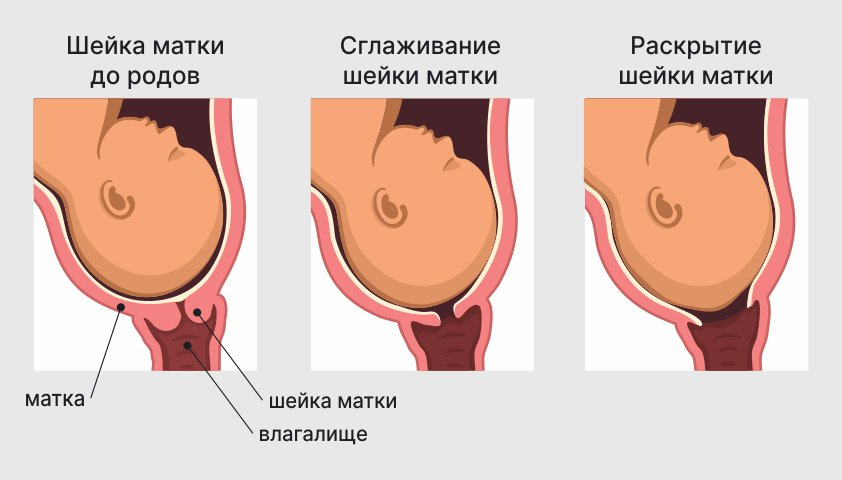 Шейка матки
до родов
Сглаживание
шейки матки
Раскрытие
шейки матки
матка
шейка матки
влагалище